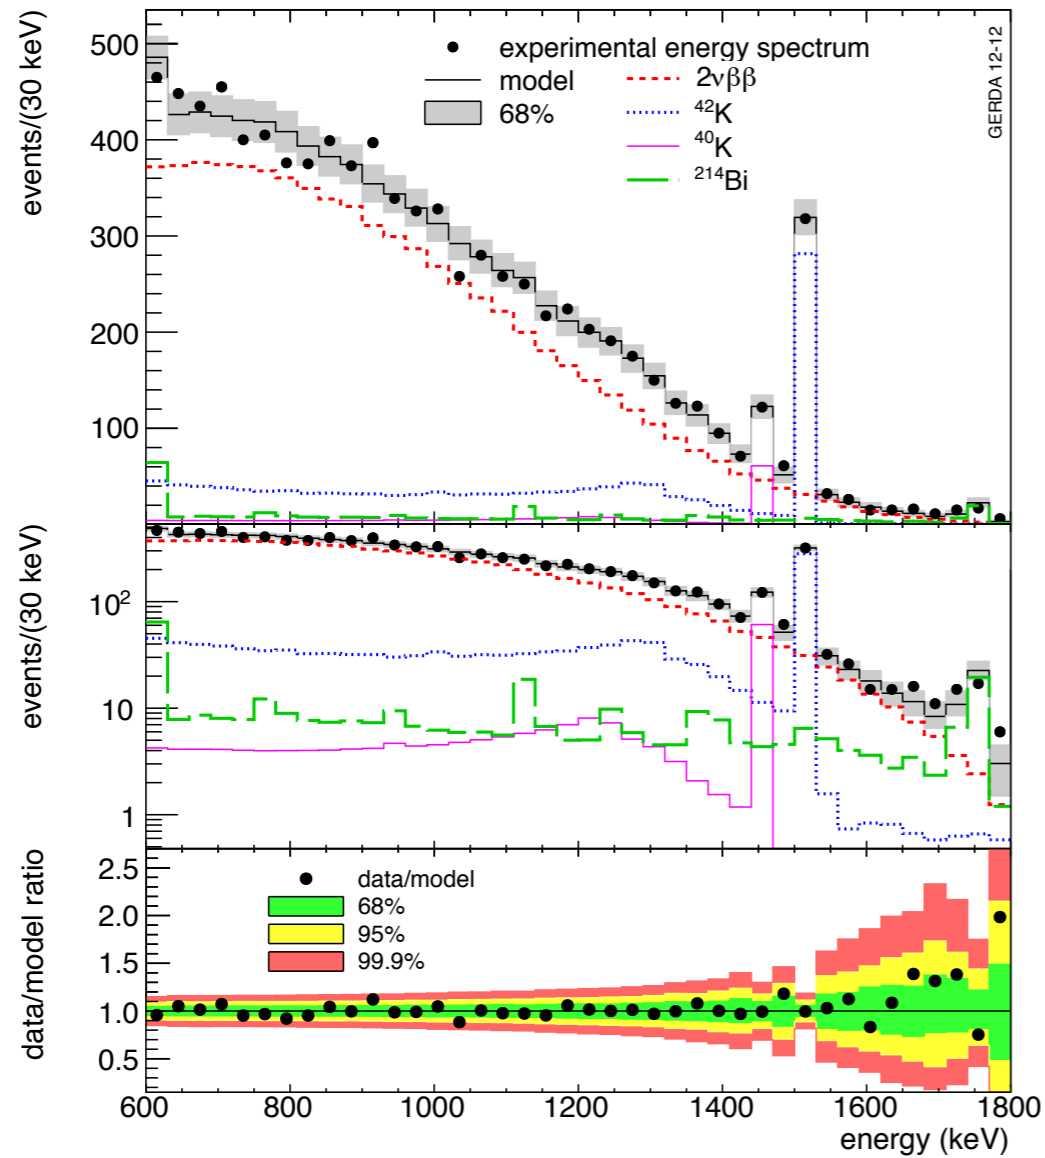 events/(30 keV)
500
400
300
200
100
experimental energy spectrum
model
68%
2νββ
⁴²K
⁴⁰K
²¹⁴Bi
GERDA 12-12
events/(30 keV)
10²
10
1
data/model ratio
2.5
2.0
1.5
1.0
0.5
data/model
68%
95%
99.9%
600 800 1000 1200 1400 1600 1800
energy (keV)